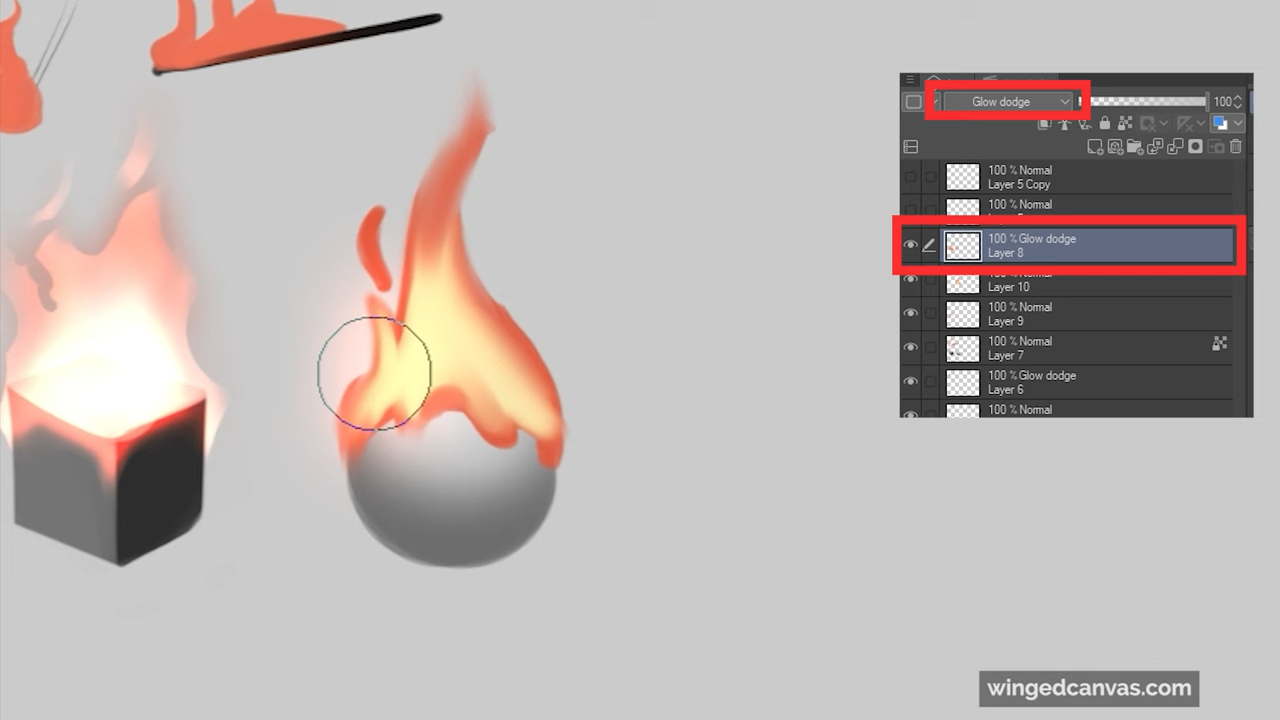 Glow dodge
100
100 % Normal
Layer 5 Copy
100 % Normal
100 % Glow dodge
Layer 8
Layer 10
100 % Normal
Layer 9
100 % Normal
Layer 7
100 % Glow dodge
Layer 6
100 % Normal
wingedcanvas.com